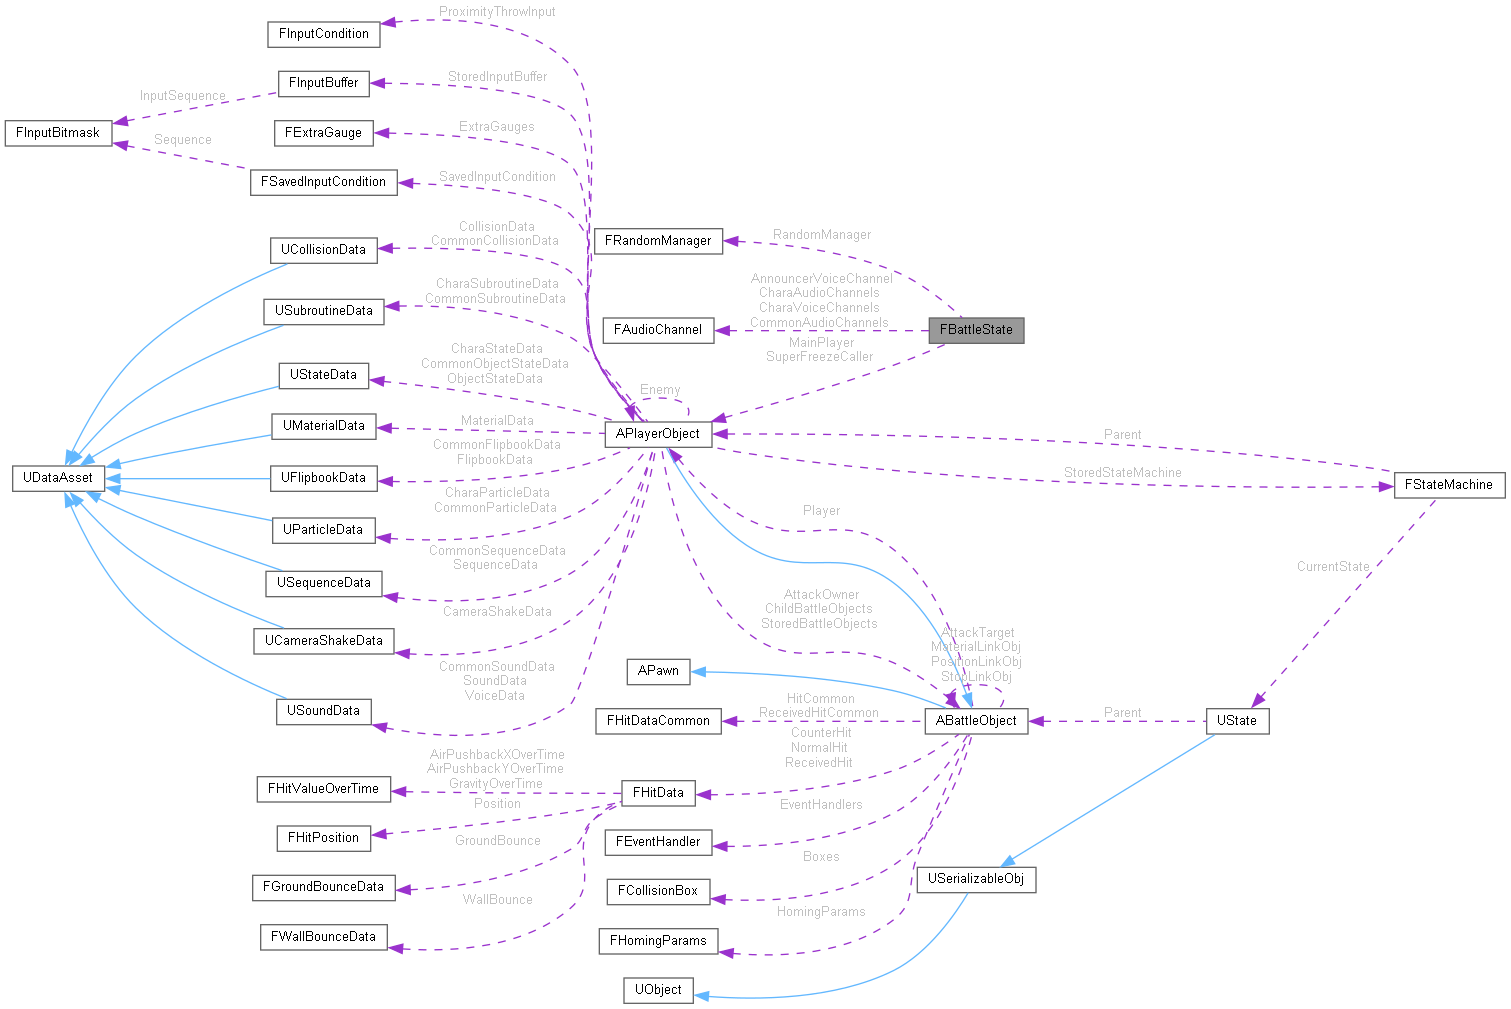 ProximityThrowInput
FInputCondition
FInputBuffer
StoredInputBuffer
InputSequence
FInputBitmask
FExtraGauge
ExtraGauges
Sequence
FSavedInputCondition
SavedInputCondition
CollisionData
CommonCollisionData
UCollisionData
FRandomManager
RandomManager
CharaSubroutineData
CommonSubroutineData
USubroutineData
AnnouncerVoiceChannel
CharaAudioChannels
CharaVoiceChannels
CommonAudioChannels
FAudioChannel
FBattleState
MainPlayer
SuperFreezeCaller
CharaStateData
CommonObjectStateData
ObjectStateData
UStateData
Enemy
UMaterialData
MaterialData
APlayerObject
Parent
CommonFlipbookData
FlipbookData
UDataAsset
UFlipbookData
StoredStateMachine
FStateMachine
CharaParticleData
CommonParticleData
UParticleData
Player
CommonSequenceData
SequenceData
USequenceData
CurrentState
AttackOwner
ChildBattleObjects
StoredBattleObjects
CameraShakeData
UCameraShakeData
AttackTarget
MaterialLinkObj
PositionLinkObj
StopLinkObj
APawn
CommonSoundData
SoundData
VoiceData
USoundData
HitCommon
ReceivedHitCommon
FHitDataCommon
ABattleObject
Parent
UState
CounterHit
NormalHit
ReceivedHit
AirPushbackXOverTime
AirPushbackYOverTime
GravityOverTime
FHitValueOverTime
FHitData
Position
EventHandlers
FHitPosition
GroundBounce
FEventHandler
Boxes
FGroundBounceData
WallBounce
FCollisionBox
USerializableObj
HomingParams
FWallBounceData
FHomingParams
UObject